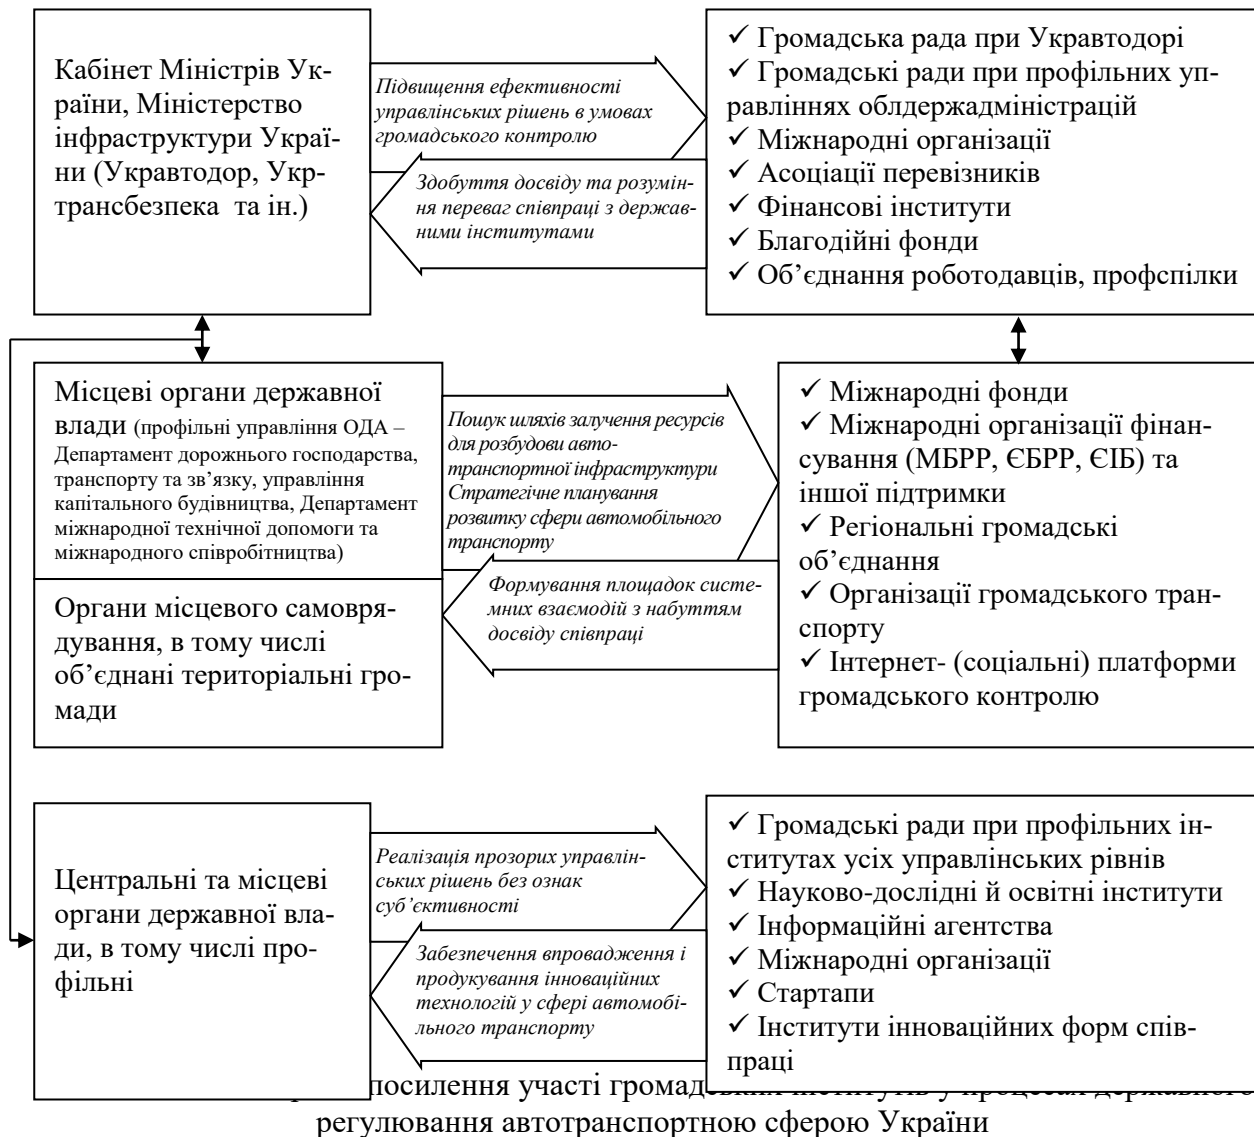 Кабінет Міністрів Ук-
раїни, Міністерство
інфраструктури Украї-
ни (Укравтодор, Укр-
трансбезпека та ін.)
Підвищення ефективності
управлінських рішень в умовах
громадського контролю
Здобуття досвіду та розумін-
ня переваг співпраці з держав-
ними інститутами
✓ Громадська рада при Укравтодорі
✓ Громадські ради при профільних уп-
равліннях облдержадміністрацій
✓ Міжнародні організації
✓ Асоціації перевізників
✓ Фінансові інститути
✓ Благодійні фонди
✓ Об’єднання роботодавців, профспілки
Місцеві органи державної
влади (профільні управління ОДА –
Департамент дорожнього господарства,
транспорту та зв’язку, управління
капітального будівництва, Департамент
міжнародної технічної допомоги та
міжнародного співробітництва)
Органи місцевого самовря-
дування, в тому числі
об’єднані територіальні гро-
мади
Пошук шляхів залучення ресурсів
для розбудови авто-
транспортної інфраструктури
Стратегічне планування
розвитку сфери автомобільного
транспорту
Формування площадок систе-
мних взаємодій з набуттям
досвіду співпраці
✓ Міжнародні фонди
✓ Міжнародні організації фінан-
сування (МБРР, ЄБРР, ЄІБ) та
іншої підтримки
✓ Регіональні громадські
об’єднання
✓ Організації громадського тран-
спорту
✓ Інтернет- (соціальні) платформи
громадського контролю
Центральні та місцеві
органи державної вла-
ди, в тому числі про-
фільні
Реалізація прозорих управлін-
ських рішень без ознак
суб’єктивності
Забезпечення впровадження і
продукування інноваційних
технологій у сфері автомобі-
льного транспорту
✓ Громадські ради при профільних ін-
ститутах усіх управлінських рівнів
✓ Науково-дослідні й освітні інститути
✓ Інформаційні агентства
✓ Міжнародні організації
✓ Стартапи
✓ Інститути інноваційних форм спів-
праці
посилення участі громадських інститутів у процесах державного
регулювання автотранспортною сферою України